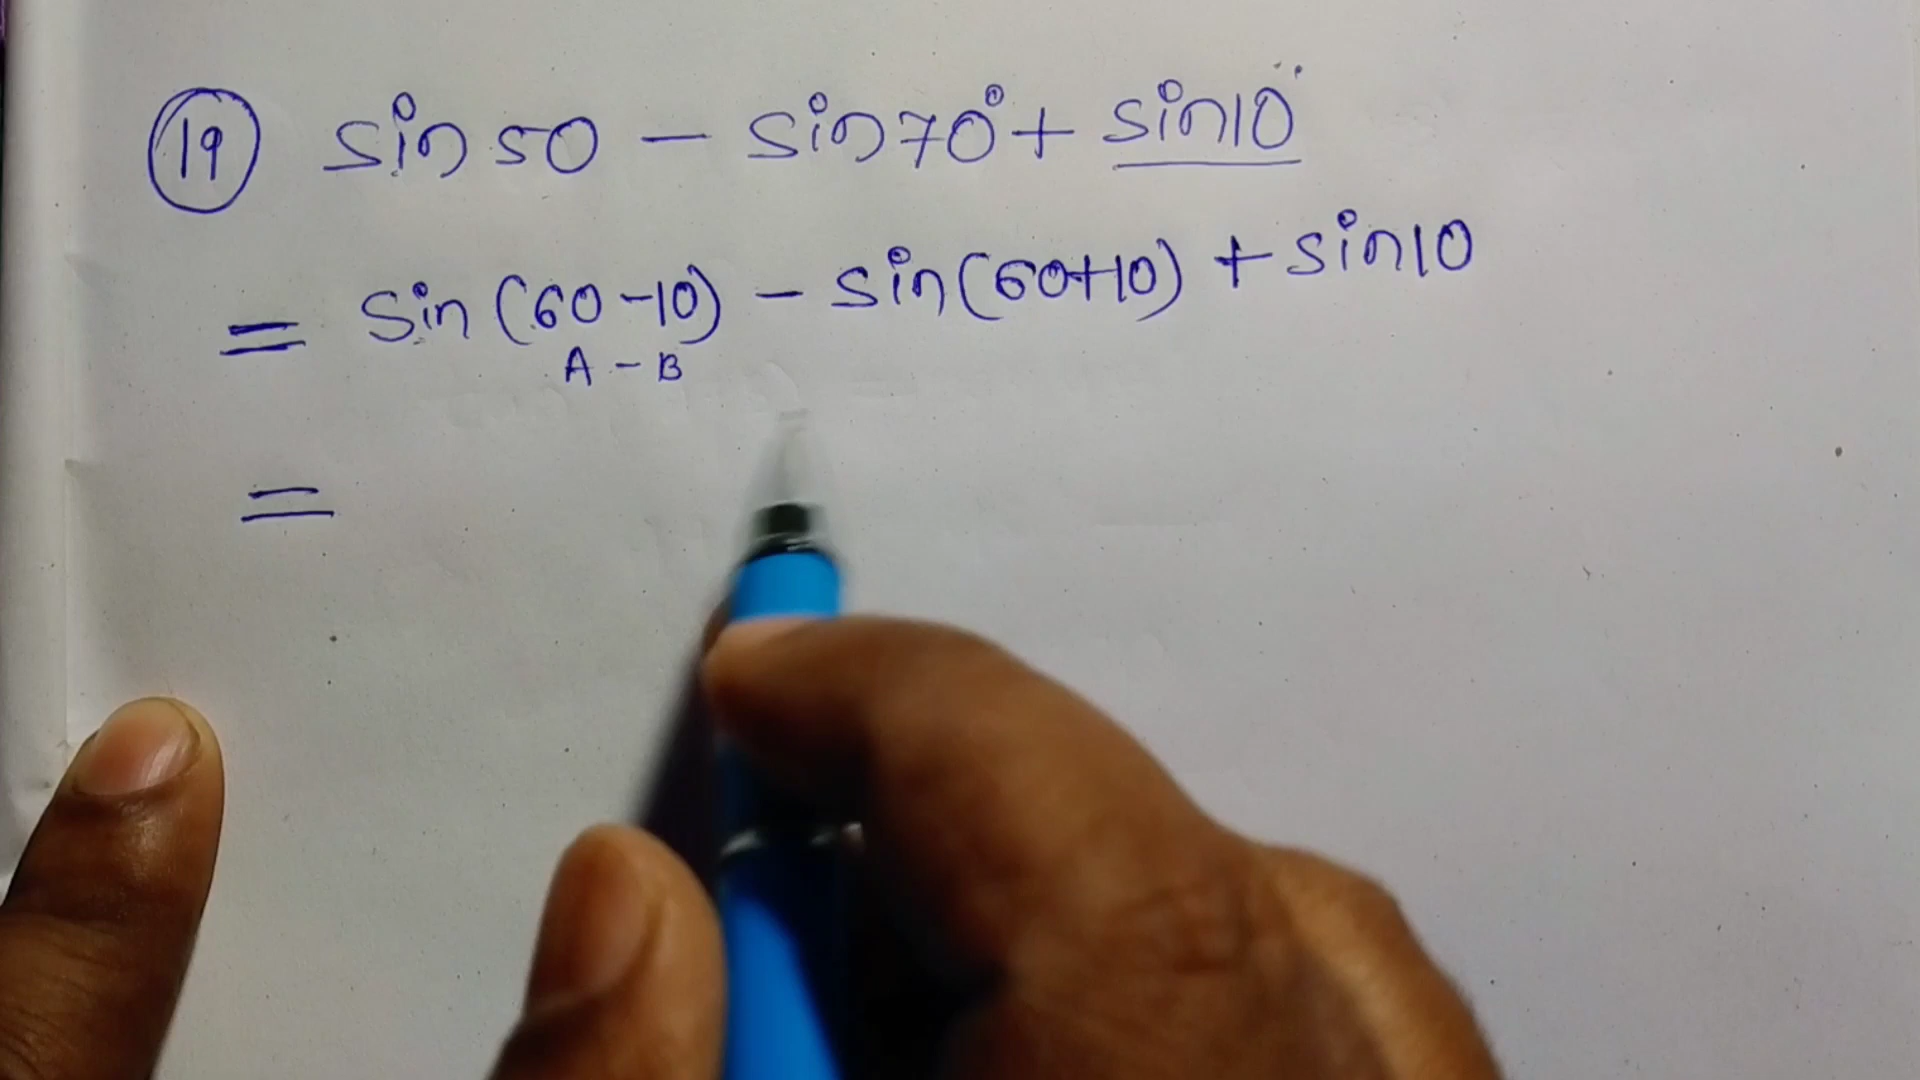 19 sin 50 - sin 70° + sin 10
= sin (60-10) - sin (60+10) + sin 10
A - B
=